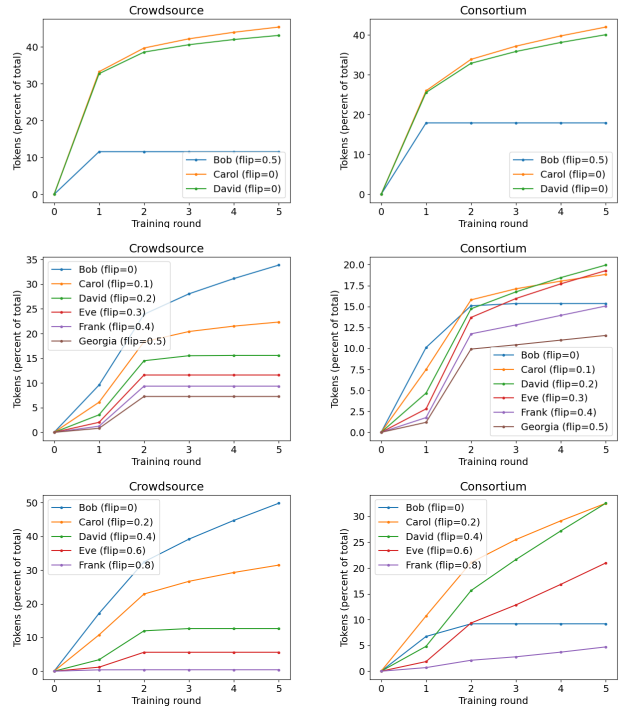 Crowdsource
Tokens (percent of total)
40
30
20
10
0
Bob (flip=0.5)
Carol (flip=0)
David (flip=0)
0 1 2 3 4 5
Training round
Consortium
Tokens (percent of total)
40
30
20
10
0
Bob (flip=0.5)
Carol (flip=0)
David (flip=0)
0 1 2 3 4 5
Training round
Crowdsource
Tokens (percent of total)
35
30
25
20
15
10
5
0
Bob (flip=0)
Carol (flip=0.1)
David (flip=0.2)
Eve (flip=0.3)
Frank (flip=0.4)
Georgia (flip=0.5)
0 1 2 3 4 5
Training round
Consortium
Tokens (percent of total)
20.0
17.5
15.0
12.5
10.0
7.5
5.0
2.5
0.0
Bob (flip=0)
Carol (flip=0.1)
David (flip=0.2)
Eve (flip=0.3)
Frank (flip=0.4)
Georgia (flip=0.5)
0 1 2 3 4 5
Training round
Crowdsource
Tokens (percent of total)
50
40
30
20
10
0
Bob (flip=0)
Carol (flip=0.2)
David (flip=0.4)
Eve (flip=0.6)
Frank (flip=0.8)
0 1 2 3 4 5
Training round
Consortium
Tokens (percent of total)
30
25
20
15
10
5
0
Bob (flip=0)
Carol (flip=0.2)
David (flip=0.4)
Eve (flip=0.6)
Frank (flip=0.8)
0 1 2 3 4 5
Training round